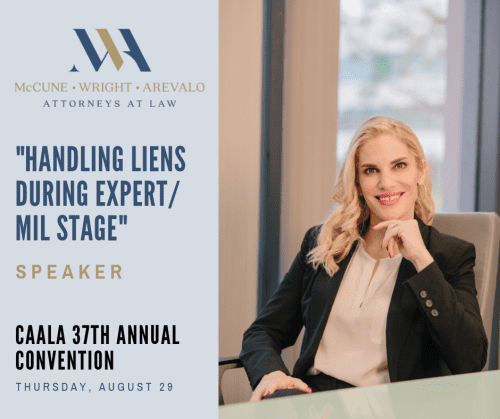 McCUNE • WRIGHT • AREVALO
ATTORNEYS AT LAW
"HANDLING LIENS
DURING EXPERT/
MIL STAGE"
SPEAKER
CAALA 37TH ANNUAL
CONVENTION
THURSDAY, AUGUST 29